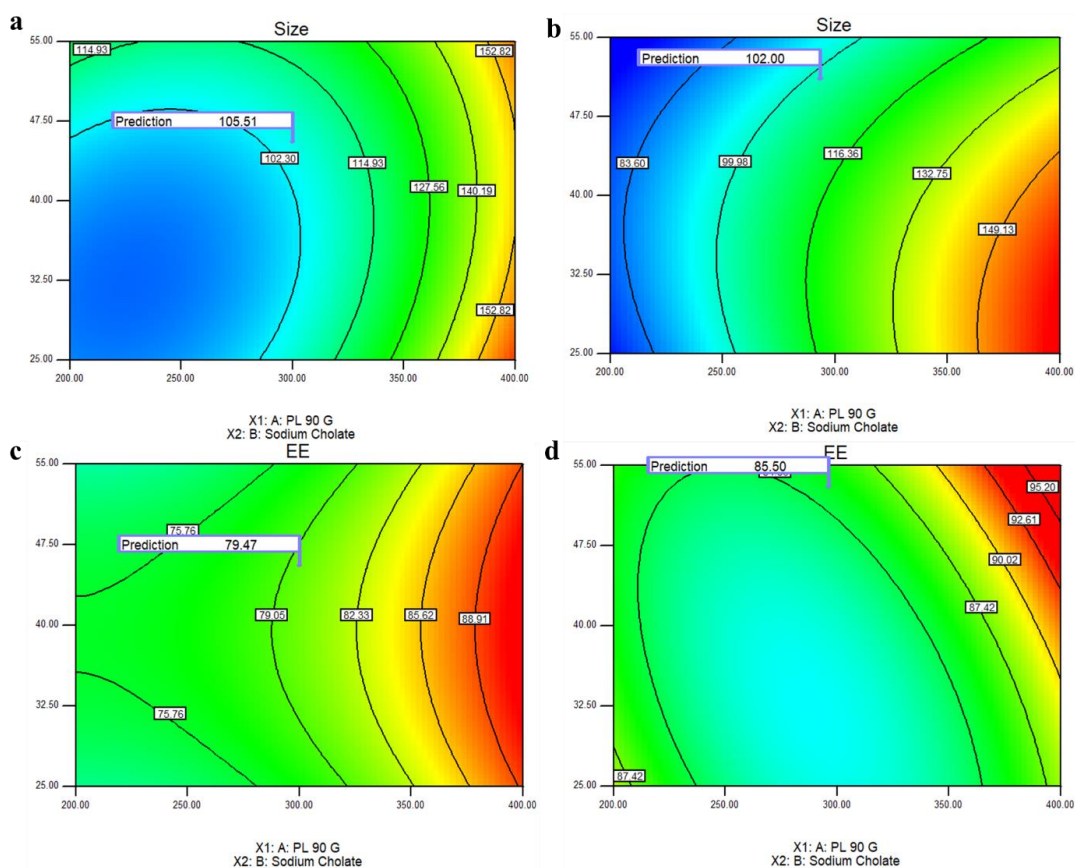 a
Size
55.00
47.50
40.00
32.50
25.00
200.00 250.00 300.00 350.00 400.00
114.93
152.82
Prediction 105.51
102.30
114.93
127.56
140.19
152.82
X1: A: PL 90 G
X2: B: Sodium Cholate
b
Size
55.00
47.50
40.00
32.50
25.00
200.00 250.00 300.00 350.00 400.00
Prediction 102.00
83.60
99.98
116.36
132.75
149.13
X1: A: PL 90 G
X2: B: Sodium Cholate
c
EE
55.00
47.50
40.00
32.50
25.00
200.00 250.00 300.00 350.00 400.00
75.76
Prediction 79.47
79.05
82.33
85.62
88.91
75.76
X1: A: PL 90 G
X2: B: Sodium Cholate
d
EE
55.00
47.50
40.00
32.50
25.00
200.00 250.00 300.00 350.00 400.00
Prediction 85.50
95.20
92.61
90.02
87.42
87.42
X1: A: PL 90 G
X2: B: Sodium Cholate